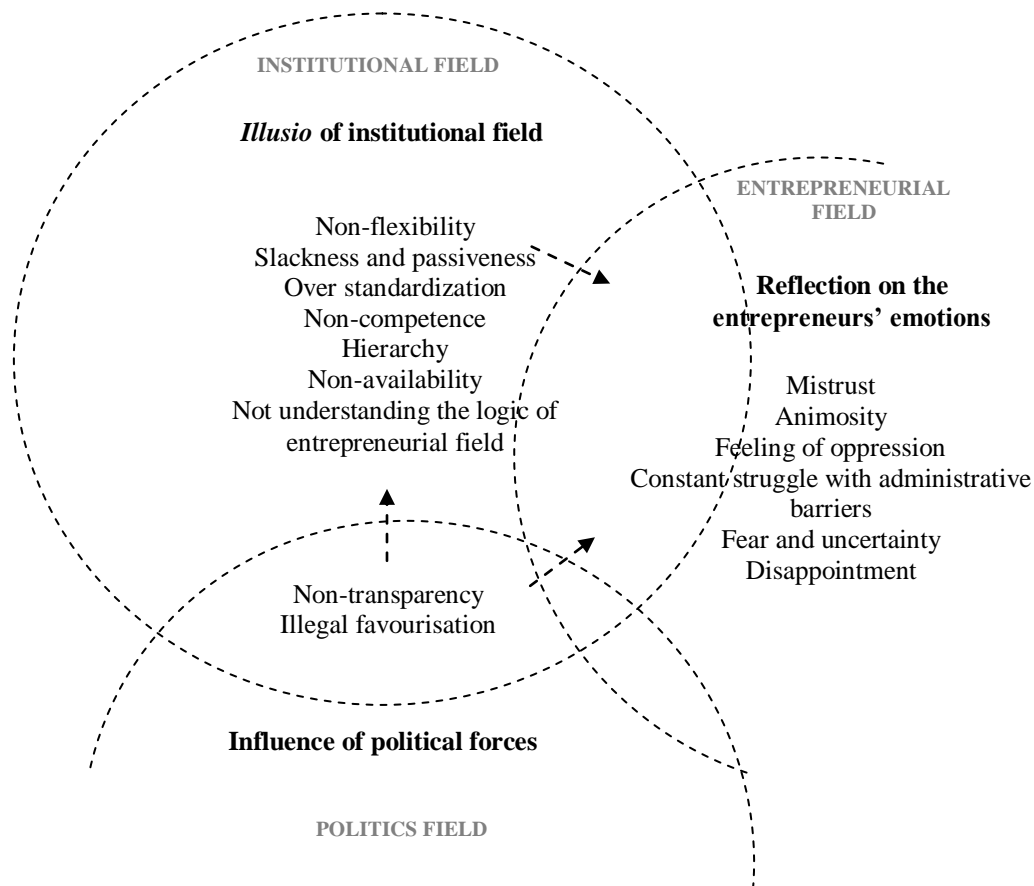 INSTITUTIONAL FIELD
Illusio of institutional field
Non-flexibility
Slackness and passiveness
Over standardization
Non-competence
Hierarchy
Non-availability
Not understanding the logic of
entrepreneurial field
ENTREPRENEURIAL
FIELD
Reflection on the
entrepreneurs’ emotions
Mistrust
Animosity
Feeling of oppression
Constant struggle with administrative
barriers
Fear and uncertainty
Disappointment
Non-transparency
Illegal favourisation
Influence of political forces
POLITICS FIELD